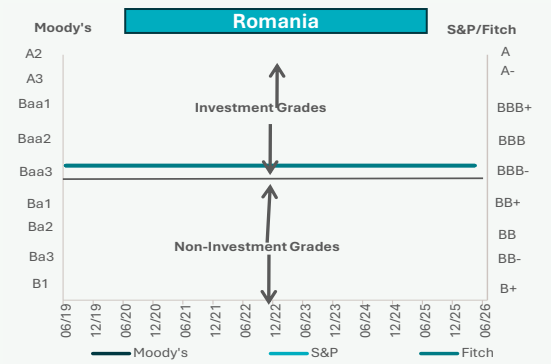 Moody's
Romania
S&P/Fitch
A2
A
A3
A-
Baa1
Investment Grades
BBB+
Baa2
BBB
Baa3
BBB-
Ba1
BB+
Ba2
BB
Non-Investment Grades
Ba3
BB-
B1
B+
06/19
12/19
06/20
12/20
06/21
12/21
06/22
12/22
06/23
12/23
06/24
12/24
06/25
12/25
06/26
Moody's
S&P
Fitch